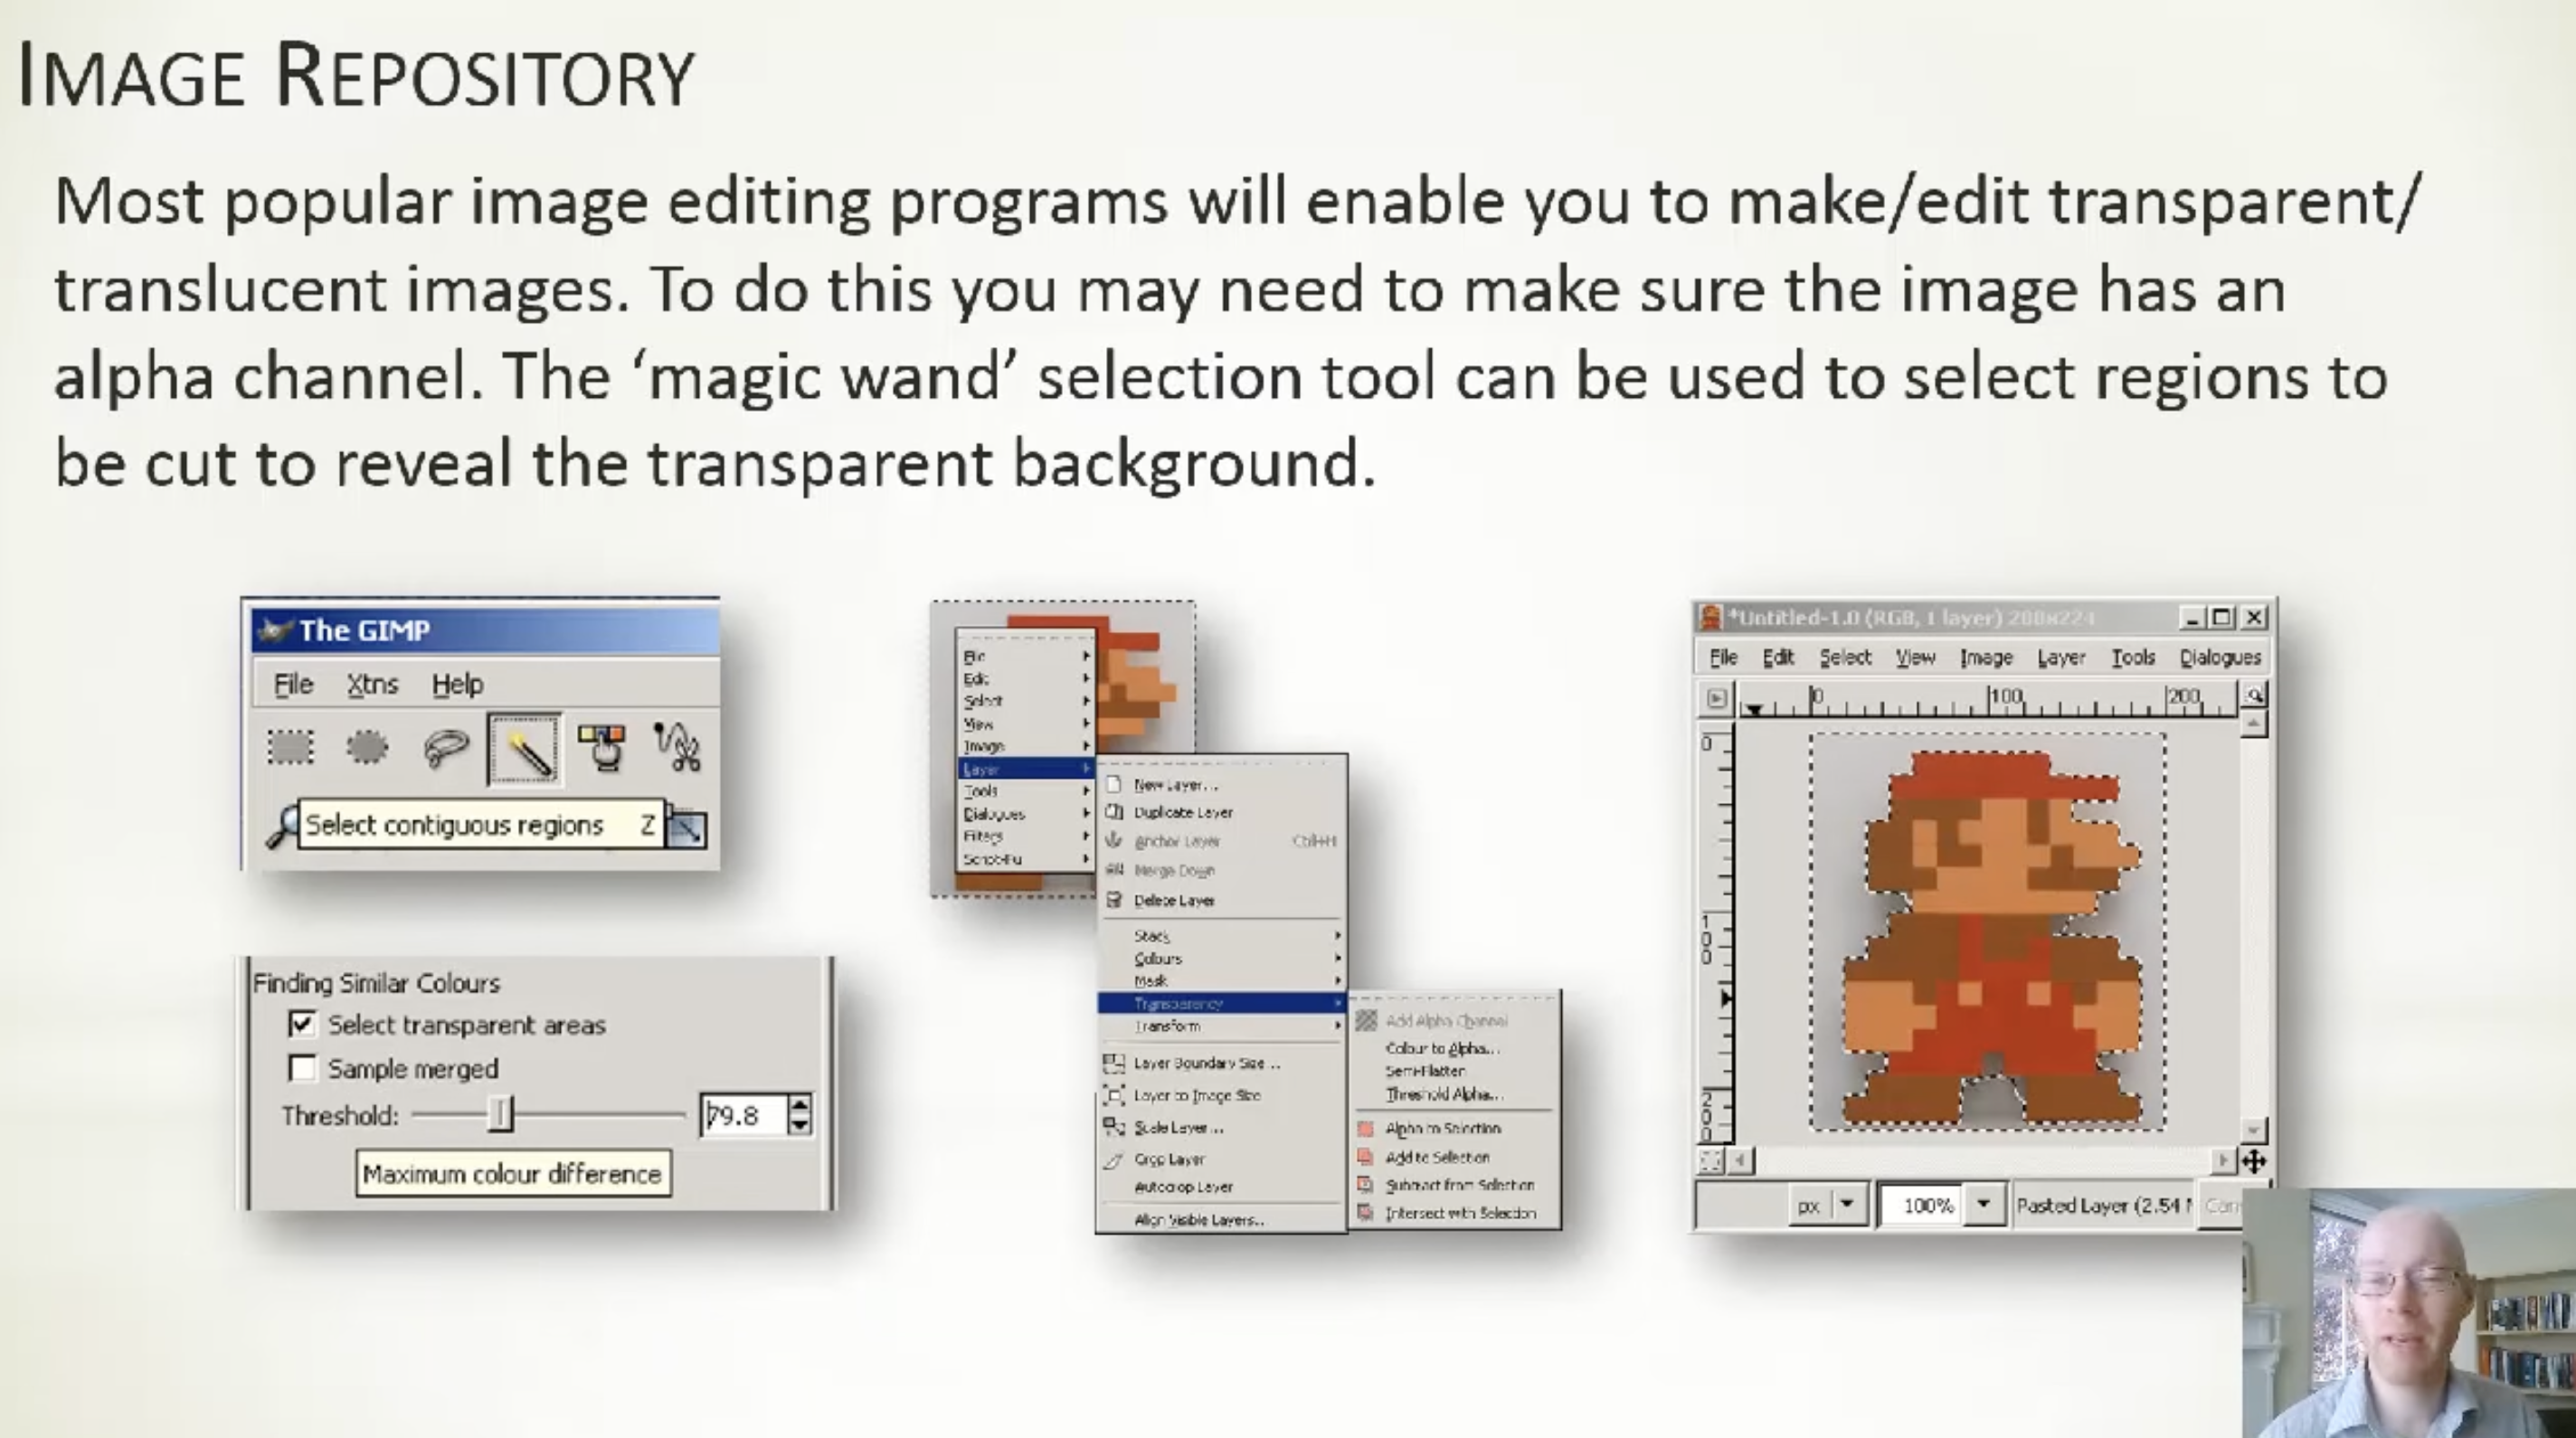 IMAGE REPOSITORY
Most popular image editing programs will enable you to make/edit transparent/
translucent images. To do this you may need to make sure the image has an
alpha channel. The ‘magic wand’ selection tool can be used to select regions to
be cut to reveal the transparent background.
The GIMP
File Xtns Help
Select contiguous regions Z
Finding Similar Colours
Select transparent areas
Sample merged
Threshold: 79.8
Maximum colour difference
File
Edit
Select
View
Image
Layer
Tools
Dialogues
Filters
Script-Fu
New Layer...
Duplicate Layer
Anchor Layer Ctrl+H
Merge Down
Delete Layer
Stack
Colours
Mask
Transparency
Transform
Layer Boundary Size...
Layer to Image Size
Scale Layer...
Crop Layer
Autocrop Layer
Align Visible Layers...
Add Alpha Channel
Colour to Alpha...
Semi-Flatten
Threshold Alpha...
Alpha to Selection
Add to Selection
Subtract from Selection
Intersect with Selection
*Untitled-1.0 (RGB, 1 layer) 208x224
File Edit Select View Image Layer Tools Dialogues
0 100 200
0
100
200
px 100% Pasted Layer (2.54 Can